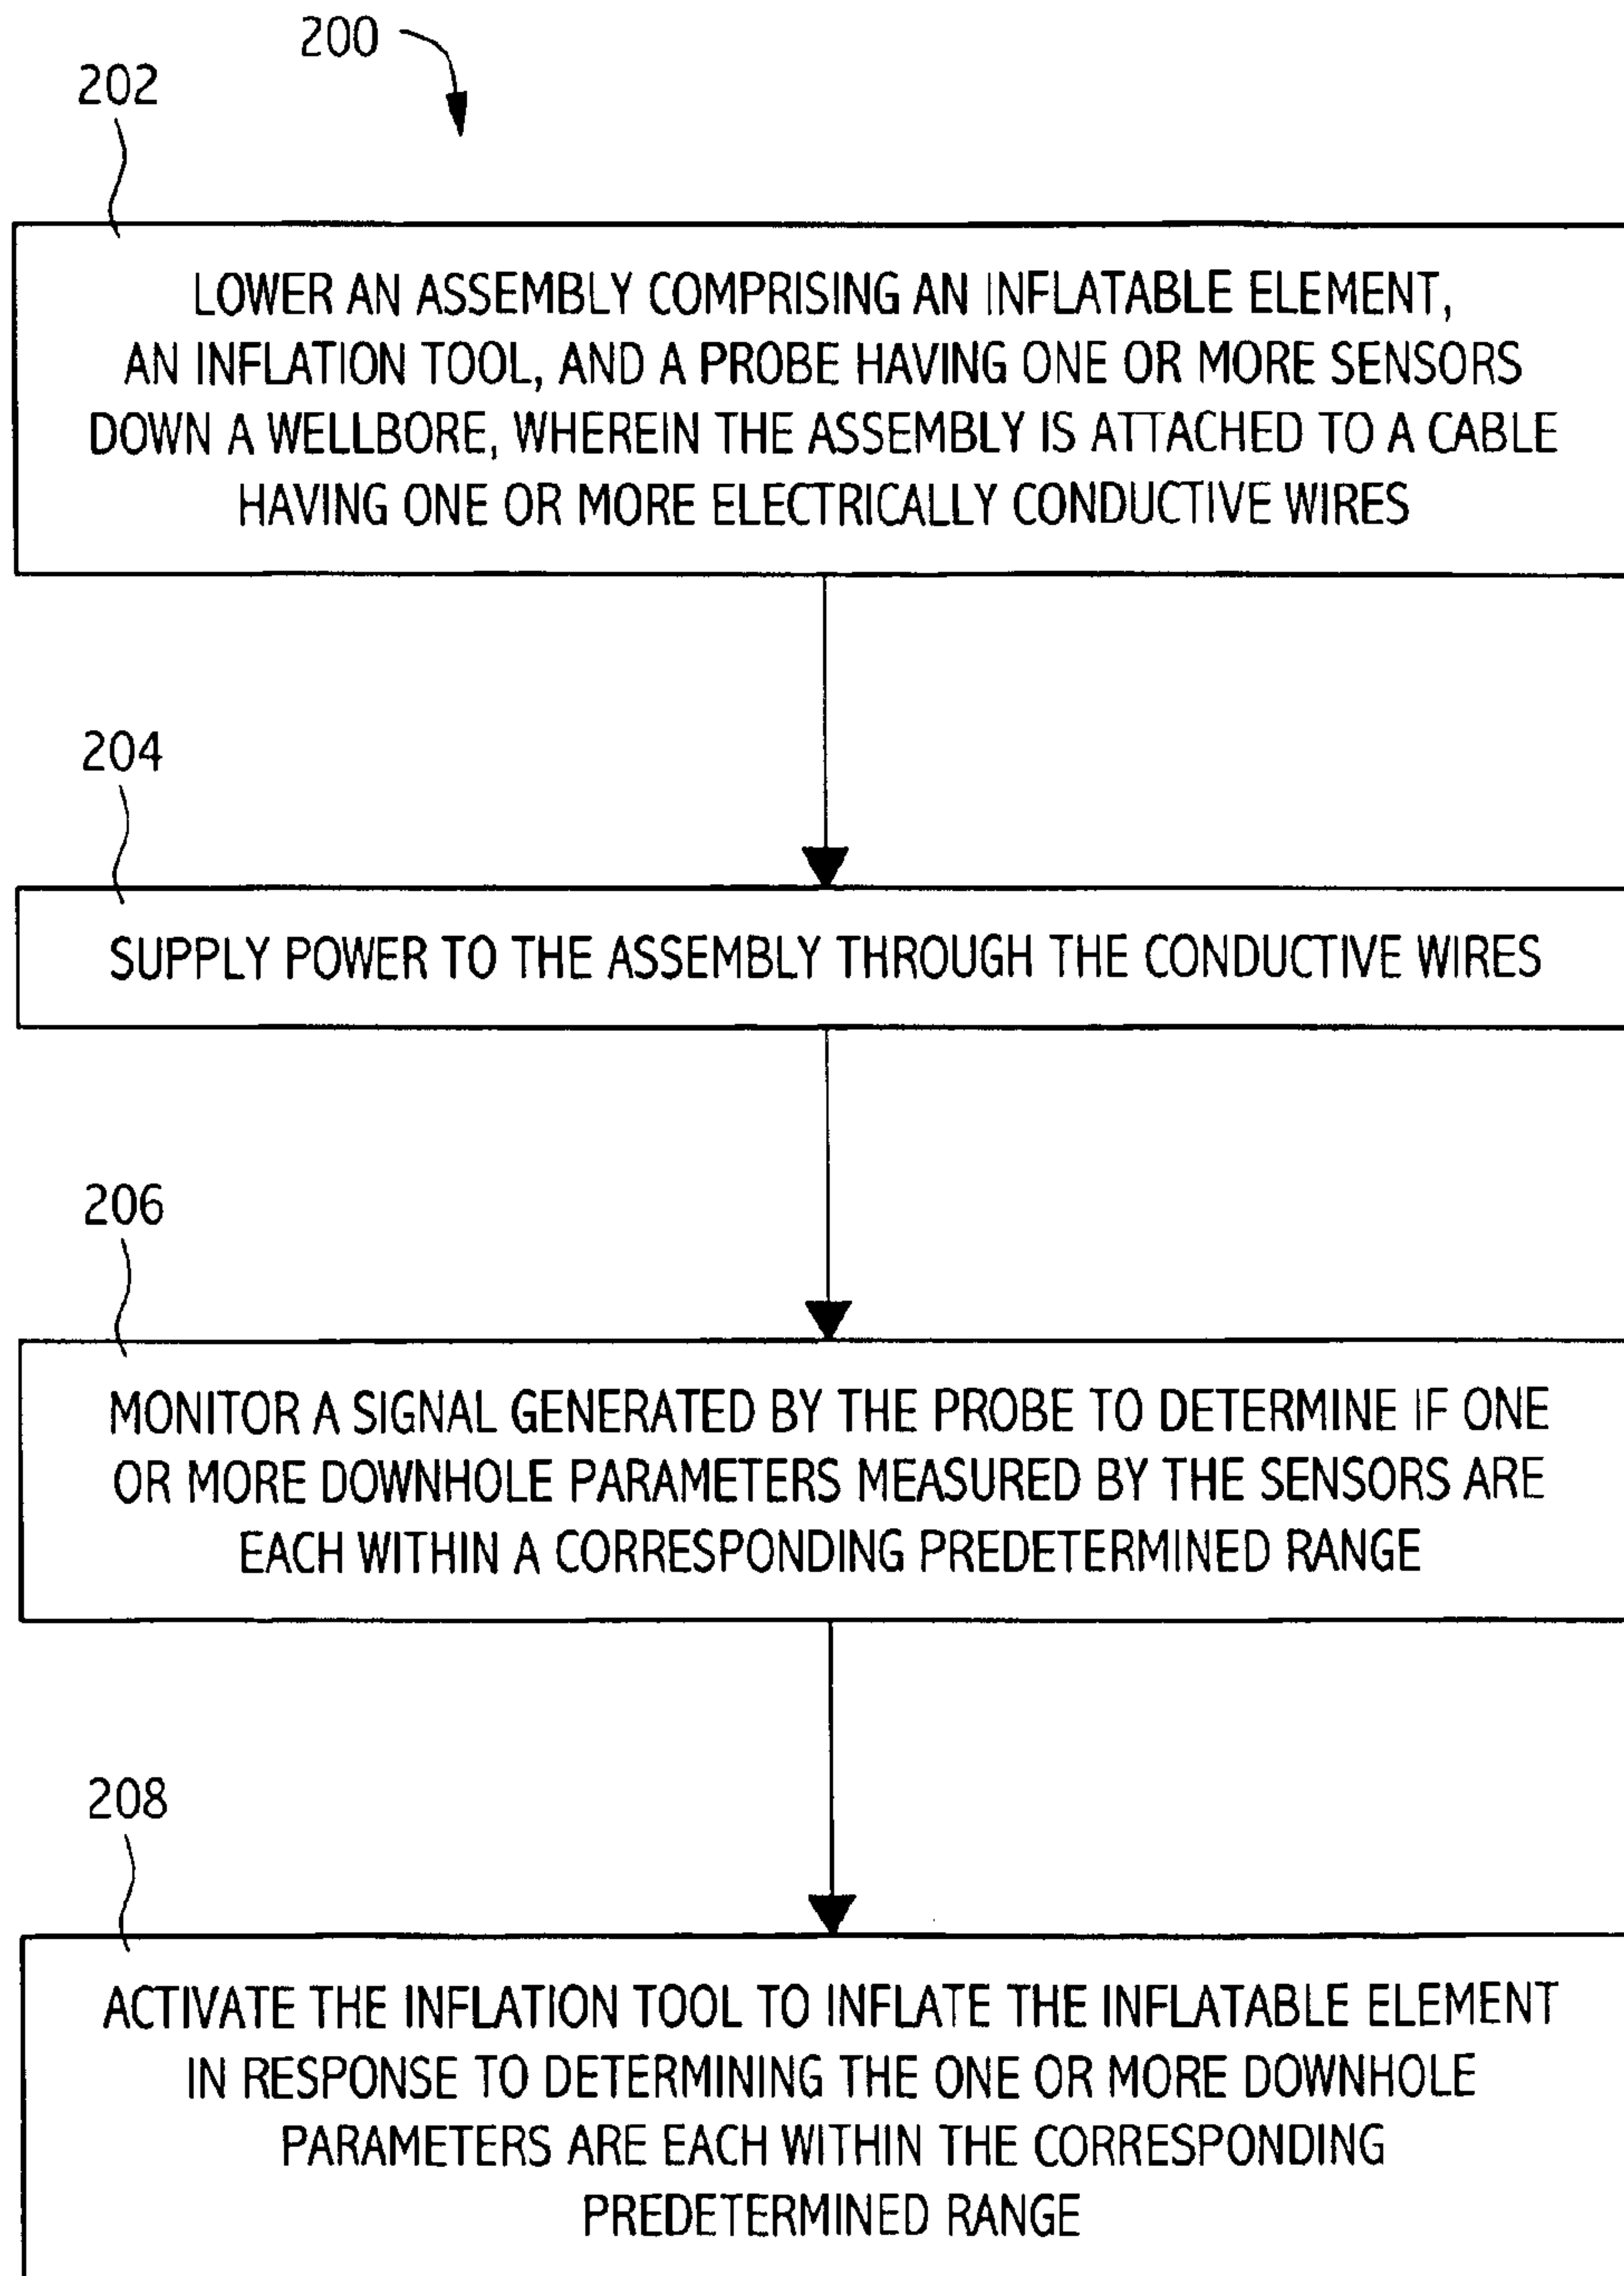 200
202
LOWER AN ASSEMBLY COMPRISING AN INFLATABLE ELEMENT,
AN INFLATION TOOL, AND A PROBE HAVING ONE OR MORE SENSORS
DOWN A WELLBORE, WHEREIN THE ASSEMBLY IS ATTACHED TO A CABLE
HAVING ONE OR MORE ELECTRICALLY CONDUCTIVE WIRES
204
SUPPLY POWER TO THE ASSEMBLY THROUGH THE CONDUCTIVE WIRES
206
MONITOR A SIGNAL GENERATED BY THE PROBE TO DETERMINE IF ONE
OR MORE DOWNHOLE PARAMETERS MEASURED BY THE SENSORS ARE
EACH WITHIN A CORRESPONDING PREDETERMINED RANGE
208
ACTIVATE THE INFLATION TOOL TO INFLATE THE INFLATABLE ELEMENT
IN RESPONSE TO DETERMINING THE ONE OR MORE DOWNHOLE
PARAMETERS ARE EACH WITHIN THE CORRESPONDING
PREDETERMINED RANGE